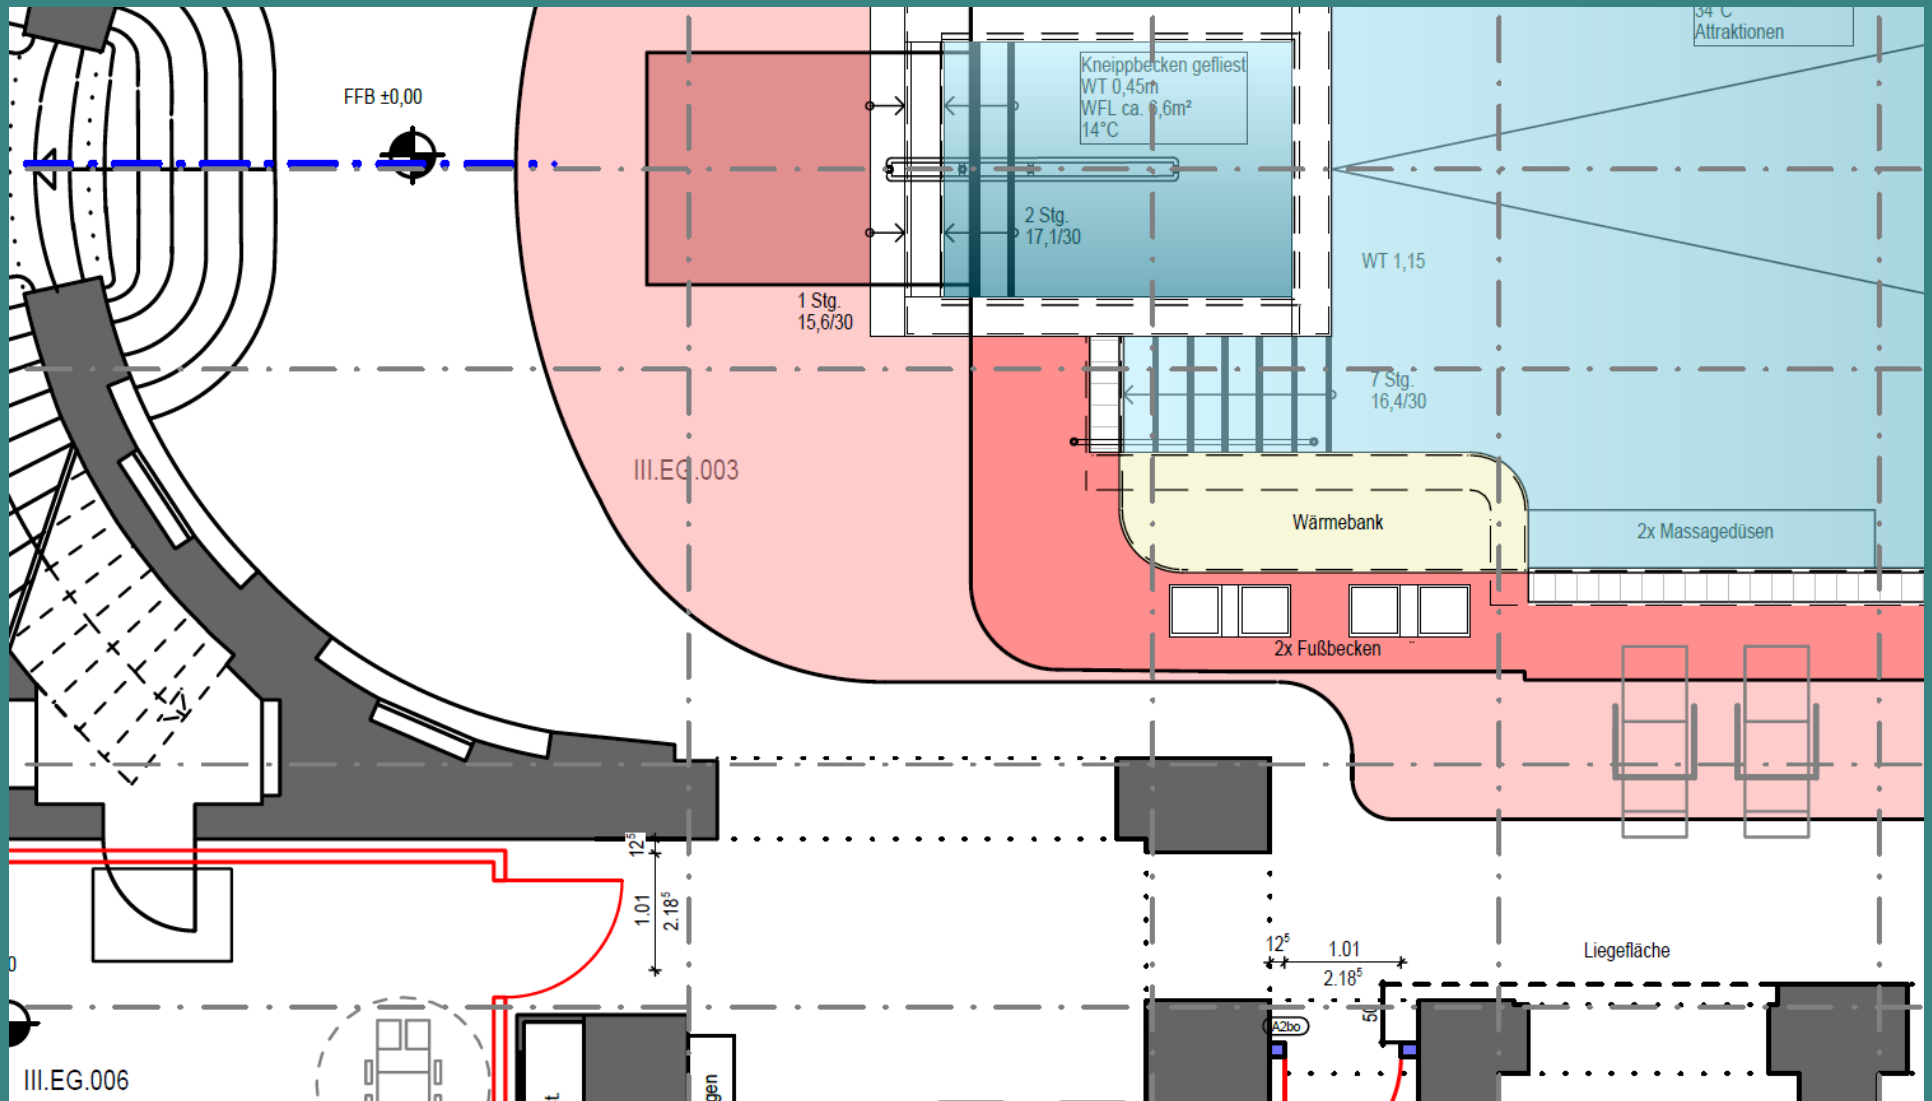 34°C
Attraktionen
FFB ±0,00
Kneippbecken gefliest
WT 0,45m
WFL ca. 6,6m²
14°C
2 Stg.
17,1/30
WT 1,15
1 Stg.
15,6/30
7 Stg.
16,4/30
III.EG.003
Wärmebank
2x Massagedüsen
2x Fußbecken
12⁵
1.01
2.18⁵
12⁵
1.01
2.18⁵
Liegefläche
50
A2bo
0
III.EG.006